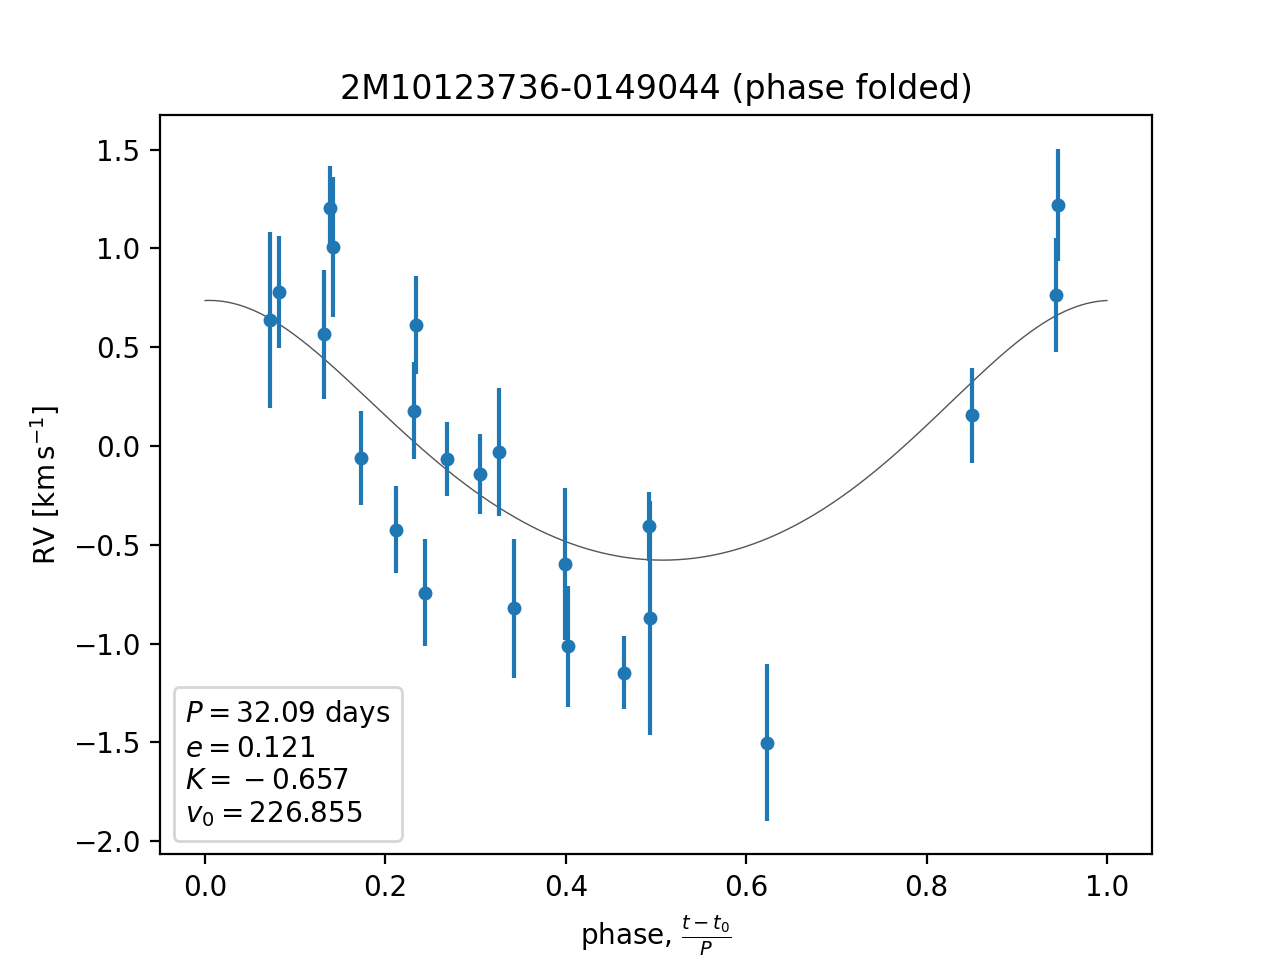 2M10123736-0149044 (phase folded)
RV [km s⁻¹]
1.5
1.0
0.5
0.0
−0.5
−1.0
−1.5
−2.0
P = 32.09 days
e = 0.121
K = − 0.657
v₀ = 226.855
0.0 0.2 0.4 0.6 0.8 1.0
phase, (t − t₀)/P